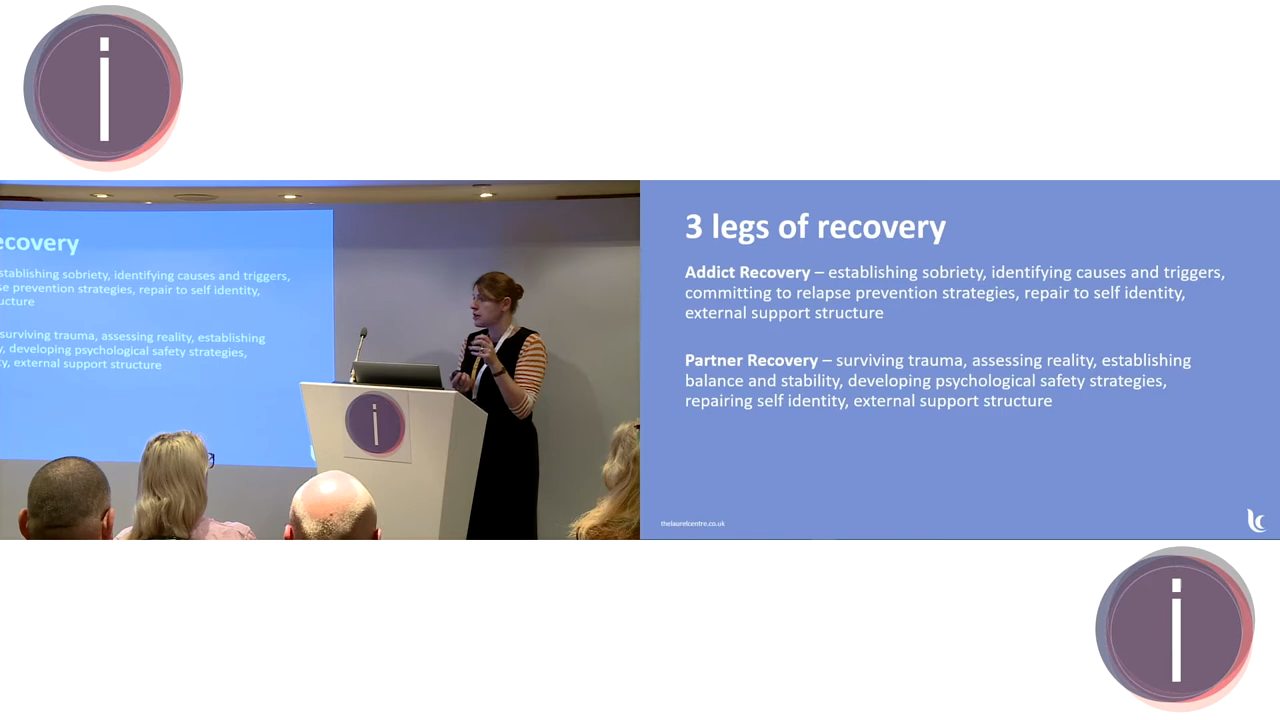 i
ecovery
stablishing sobriety, identifying causes and triggers,
se prevention strategies, repair to self identity,
ucture
surviving trauma, assessing reality, establishing
y, developing psychological safety strategies,
ty, external support structure
i
3 legs of recovery
Addict Recovery – establishing sobriety, identifying causes and triggers,
committing to relapse prevention strategies, repair to self identity,
external support structure
Partner Recovery – surviving trauma, assessing reality, establishing
balance and stability, developing psychological safety strategies,
repairing self identity, external support structure
thelaurelcentre.co.uk
lc
i